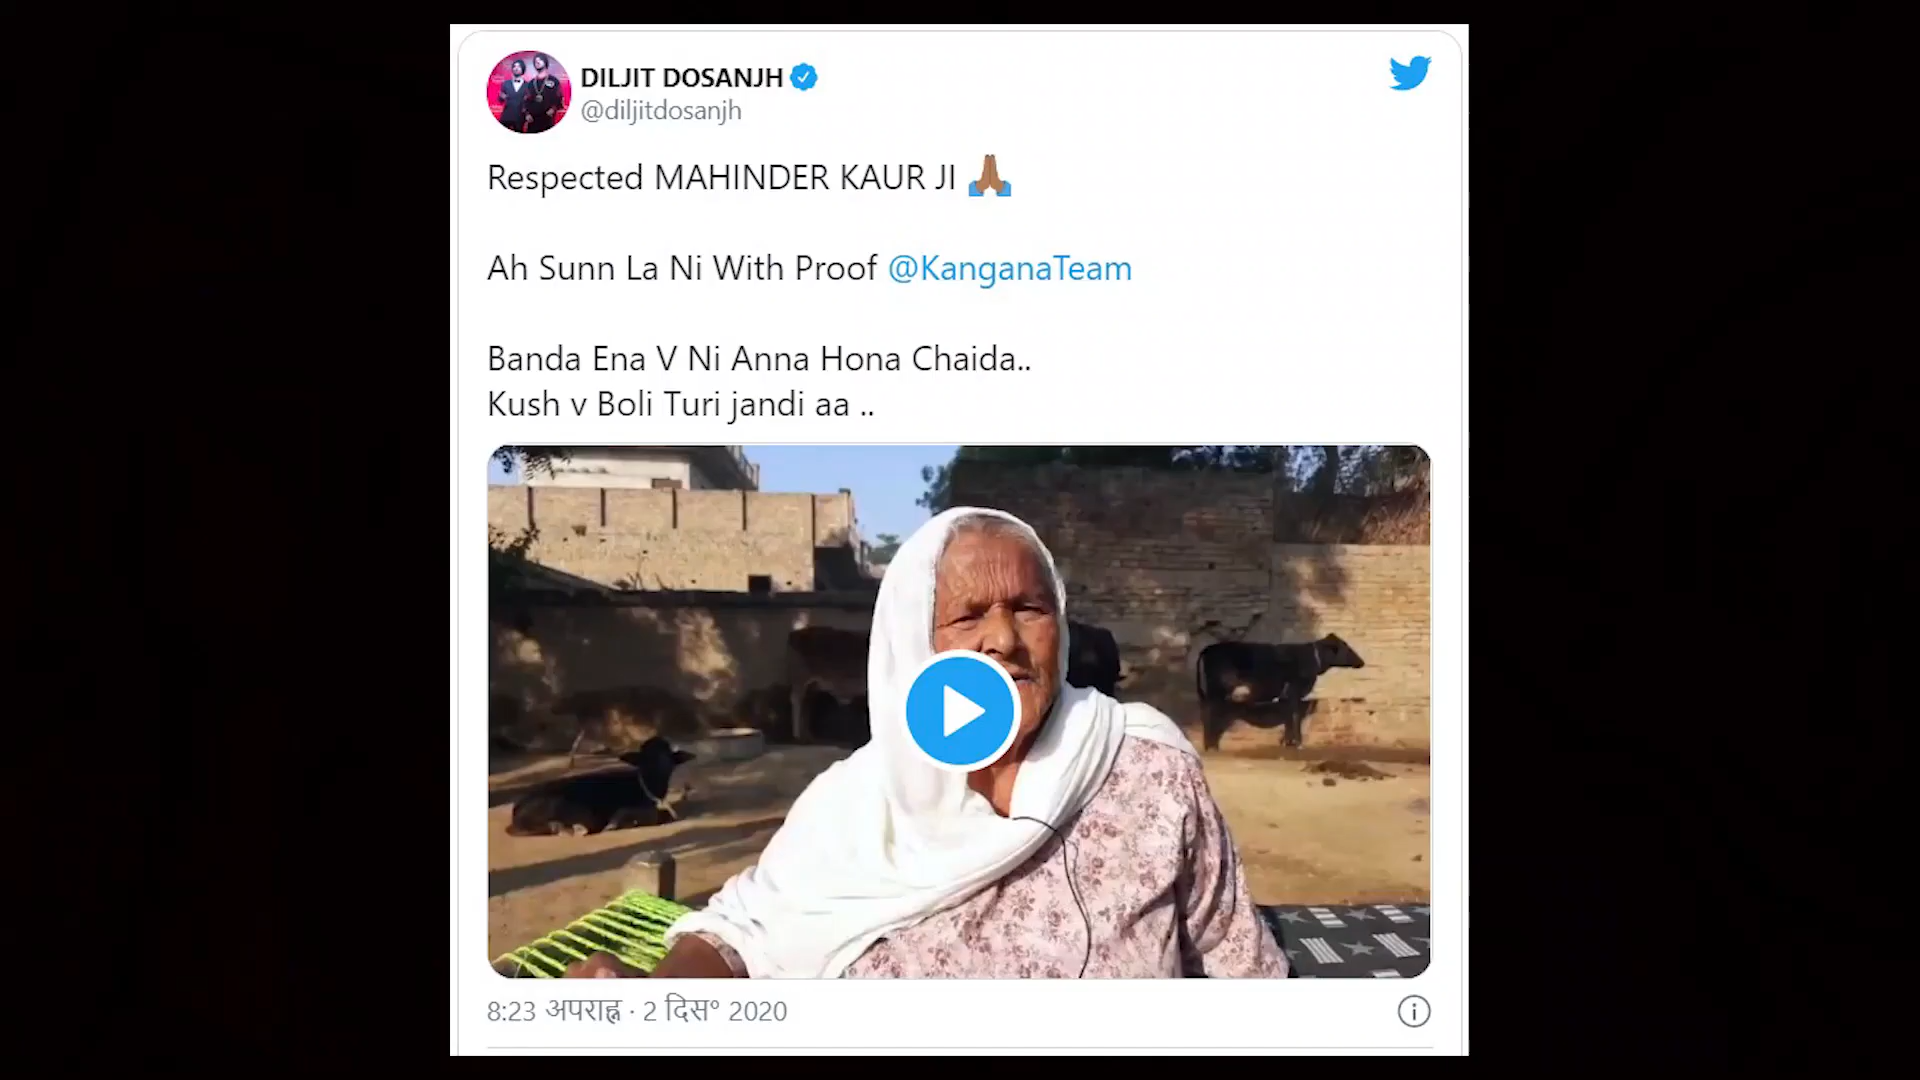 DILJIT DOSANJH
@diljitdosanjh
Respected MAHINDER KAUR JI 🙏🏾
Ah Sunn La Ni With Proof @KanganaTeam
Banda Ena V Ni Anna Hona Chaida..
Kush v Boli Turi jandi aa ..
8:23 अपराह्न · 2 दिस॰ 2020